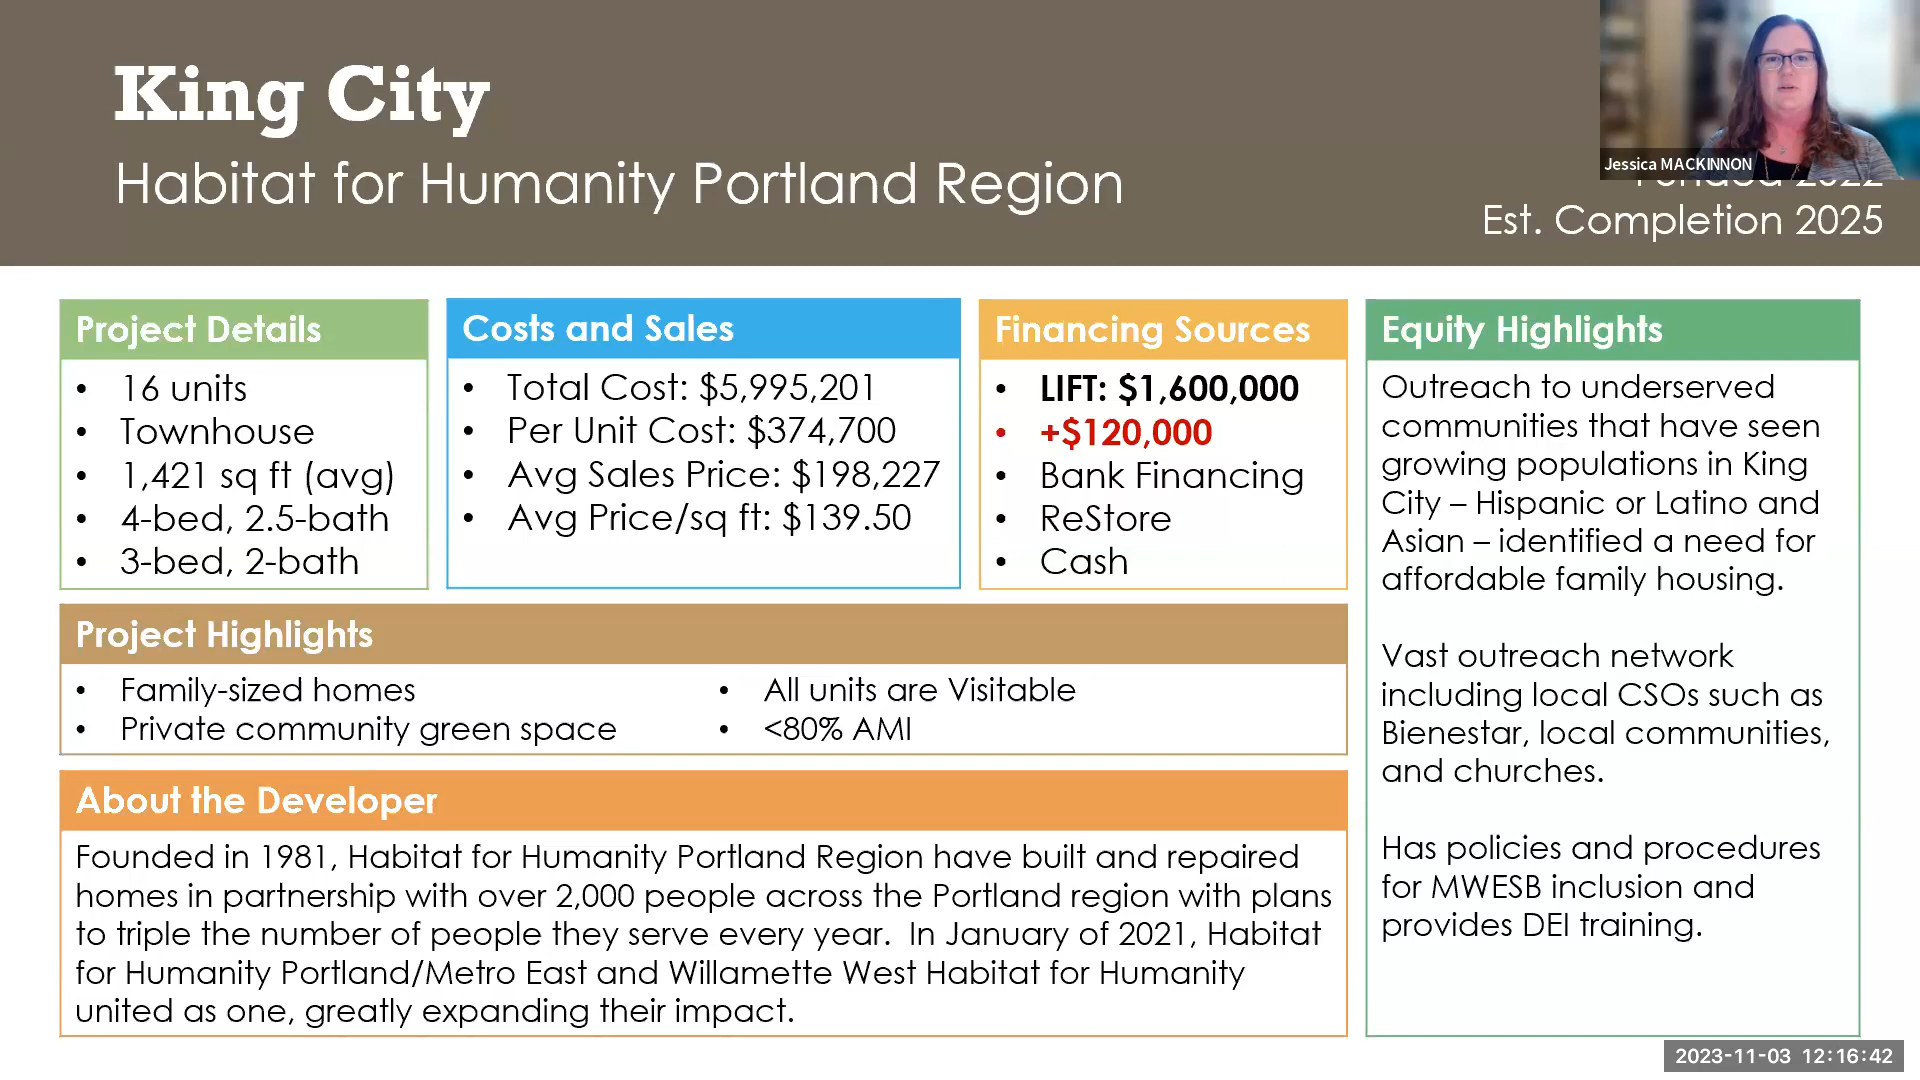 King City
Habitat for Humanity Portland Region
Jessica MACKINNON
Funded 2022
Est. Completion 2025
Project Details
• 16 units
• Townhouse
• 1,421 sq ft (avg)
• 4-bed, 2.5-bath
• 3-bed, 2-bath
Costs and Sales
• Total Cost: $5,995,201
• Per Unit Cost: $374,700
• Avg Sales Price: $198,227
• Avg Price/sq ft: $139.50
Financing Sources
• LIFT: $1,600,000
• +$120,000
• Bank Financing
• ReStore
• Cash
Equity Highlights
Outreach to underserved
communities that have seen
growing populations in King
City – Hispanic or Latino and
Asian – identified a need for
affordable family housing.
Vast outreach network
including local CSOs such as
Bienestar, local communities,
and churches.
Has policies and procedures
for MWESB inclusion and
provides DEI training.
Project Highlights
• Family-sized homes
• Private community green space
• All units are Visitable
• <80% AMI
About the Developer
Founded in 1981, Habitat for Humanity Portland Region have built and repaired
homes in partnership with over 2,000 people across the Portland region with plans
to triple the number of people they serve every year.  In January of 2021, Habitat
for Humanity Portland/Metro East and Willamette West Habitat for Humanity
united as one, greatly expanding their impact.
2023-11-03 12:16:42